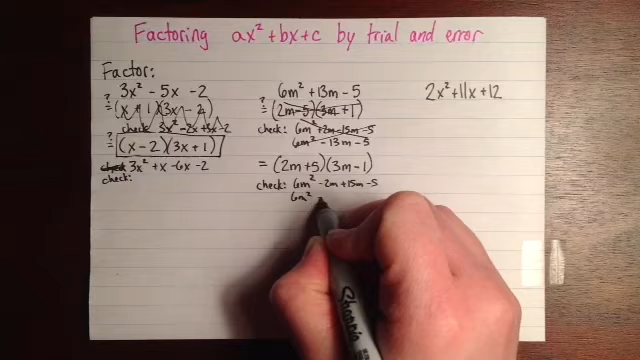 Factoring ax² + bx + c by trial and error
Factor:
3x² - 5x - 2
? = (x + 1)(3x - 2)
check: 3x² - 2x + 3x - 2
? = (x - 2)(3x + 1)
check: 3x² + x - 6x - 2
check:
6m² + 13m - 5
? = (2m - 5)(3m + 1)
check: 6m² + 2m - 15m - 5
6m² - 13m - 5
= (2m + 5)(3m - 1)
check: 6m² - 2m + 15m - 5
6m²
2x² + 11x + 12
Sharpie